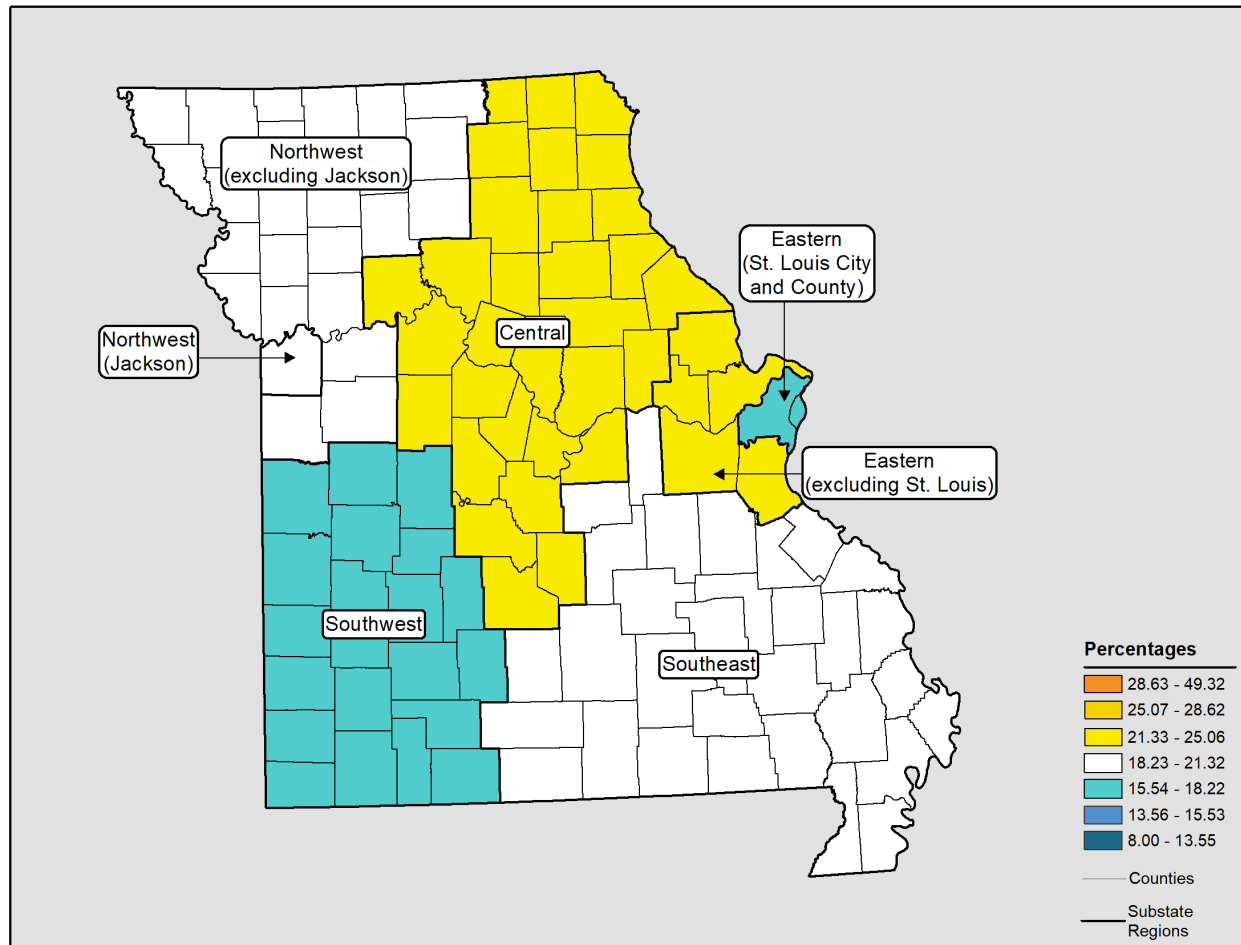 Northwest
(excluding Jackson)
Eastern
(St. Louis City
and County)
Central
Northwest
(Jackson)
Eastern
(excluding St. Louis)
Southwest
Southeast
Percentages
28.63 - 49.32
25.07 - 28.62
21.33 - 25.06
18.23 - 21.32
15.54 - 18.22
13.56 - 15.53
8.00 - 13.55
Counties
Substate
Regions